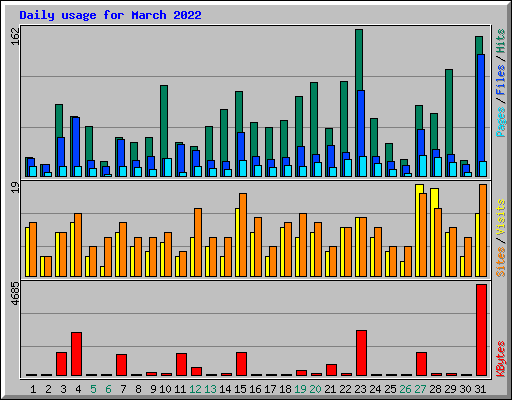 Daily usage for March 2022
162
Pages / Files / Hits
19
Sites / Visits
4685
KBytes
1 2 3 4 5 6 7 8 9 10 11 12 13 14 15 16 17 18 19 20 21 22 23 24 25 26 27 28 29 30 31